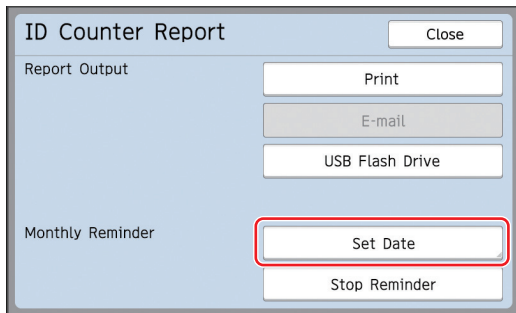 ID Counter Report
Close
Report Output
Print
E-mail
USB Flash Drive
Monthly Reminder
Set Date
Stop Reminder